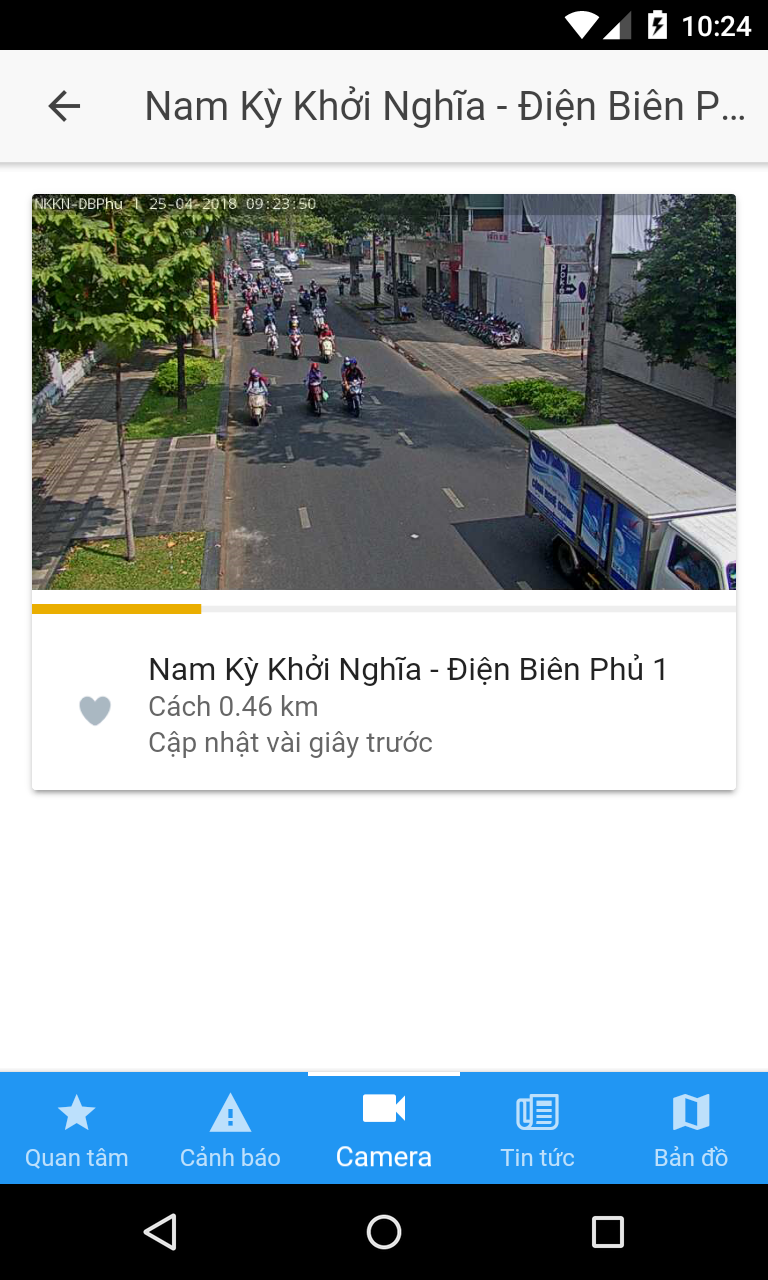 10:24
Nam Kỳ Khởi Nghĩa - Điện Biên P...
NKKN-DBPhu 1 25-04-2018 09:23:50
Nam Kỳ Khởi Nghĩa - Điện Biên Phủ 1
Cách 0.46 km
Cập nhật vài giây trước
Quan tâm
Cảnh báo
Camera
Tin tức
Bản đồ